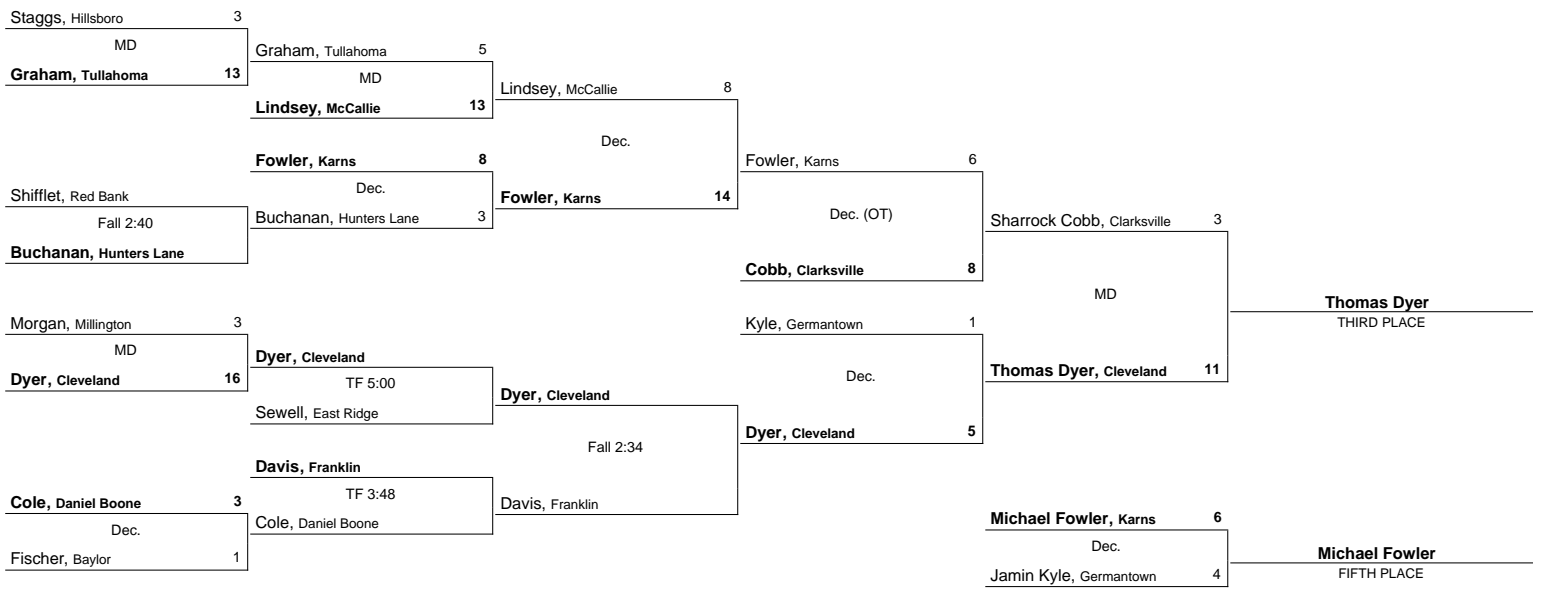 Staggs, Hillsboro 3
MD
Graham, Tullahoma 13
Shifflet, Red Bank
Fall 2:40
Buchanan, Hunters Lane
Morgan, Millington 3
MD
Dyer, Cleveland 16
Cole, Daniel Boone 3
Dec.
Fischer, Baylor 1
Graham, Tullahoma 5
MD
Lindsey, McCallie 13
Fowler, Karns 8
Dec.
Buchanan, Hunters Lane 3
Dyer, Cleveland
TF 5:00
Sewell, East Ridge
Davis, Franklin
TF 3:48
Cole, Daniel Boone
Lindsey, McCallie 8
Dec.
Fowler, Karns 14
Dyer, Cleveland
Fall 2:34
Davis, Franklin
Fowler, Karns 6
Dec. (OT)
Cobb, Clarksville 8
Kyle, Germantown 1
Dec.
Dyer, Cleveland 5
Sharrock Cobb, Clarksville 3
MD
Thomas Dyer, Cleveland 11
Thomas Dyer
THIRD PLACE
Michael Fowler, Karns 6
Dec.
Jamin Kyle, Germantown 4
Michael Fowler
FIFTH PLACE